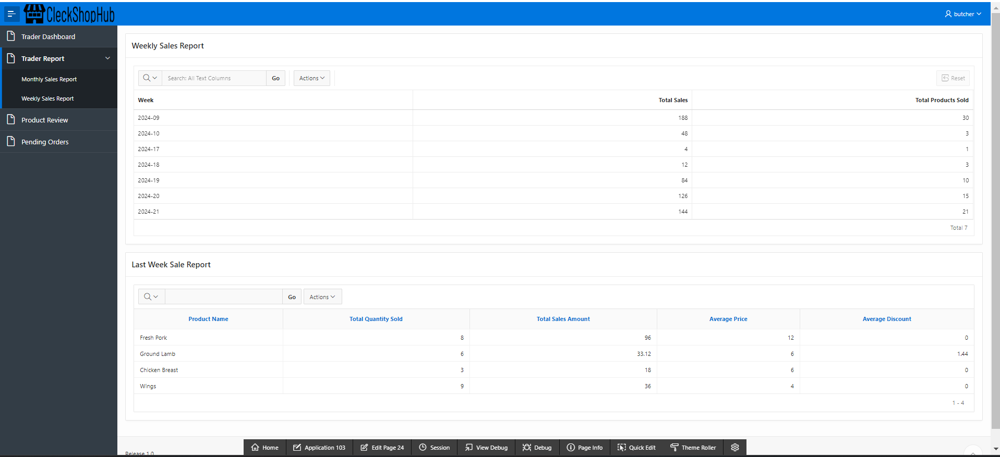 CleckShopHub
butcher
Trader Dashboard
Trader Report
Monthly Sales Report
Weekly Sales Report
Product Review
Pending Orders
Weekly Sales Report
Search: All Text Columns Go Actions Reset
Week Total Sales Total Products Sold
2024-09 188 30
2024-10 48 3
2024-17 4 1
2024-18 12 3
2024-19 84 10
2024-20 126 15
2024-21 144 21
Total 7
Last Week Sale Report
Go Actions
Product Name Total Quantity Sold Total Sales Amount Average Price Average Discount
Fresh Pork 8 96 12 0
Ground Lamb 6 33.12 6 1.44
Chicken Breast 3 18 6 0
Wings 9 36 4 0
1 - 4
Release 1.0
Home Application 103 Edit Page 24 Session View Debug Debug Page Info Quick Edit Theme Roller